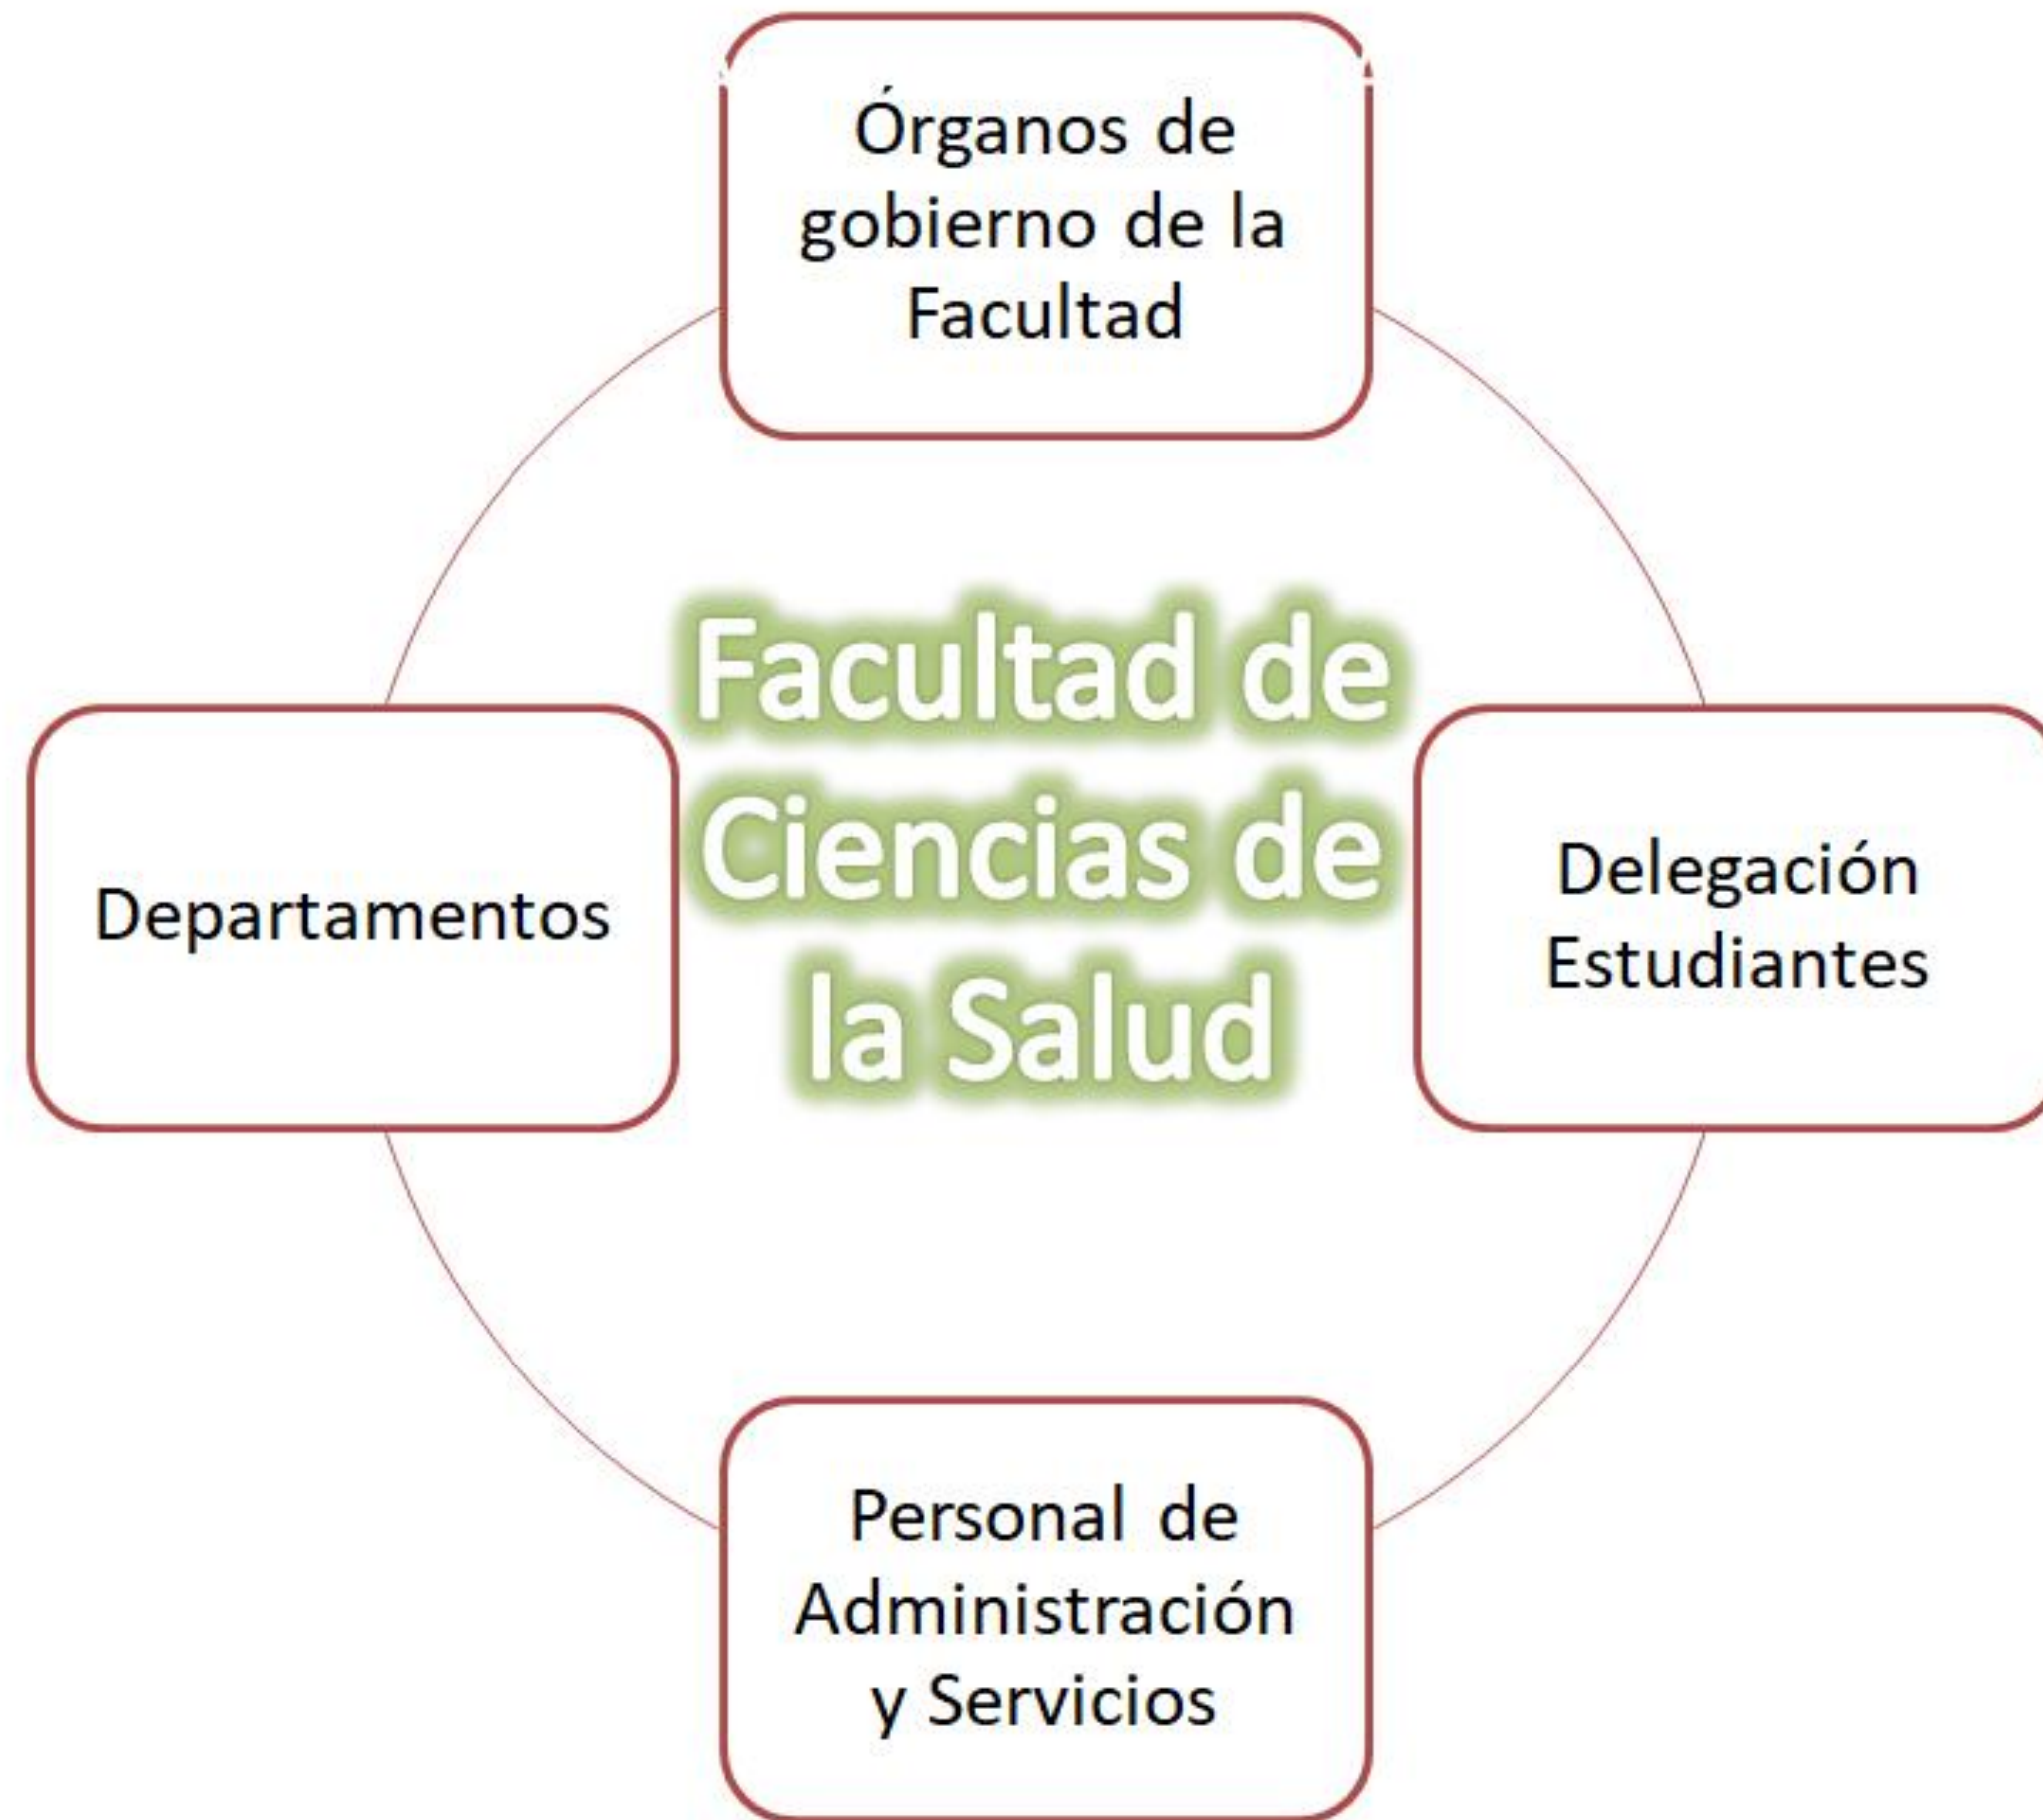 Órganos de
gobierno de la
Facultad
Facultad de
Ciencias de
la Salud
Departamentos
Delegación
Estudiantes
Personal de
Administración
y Servicios